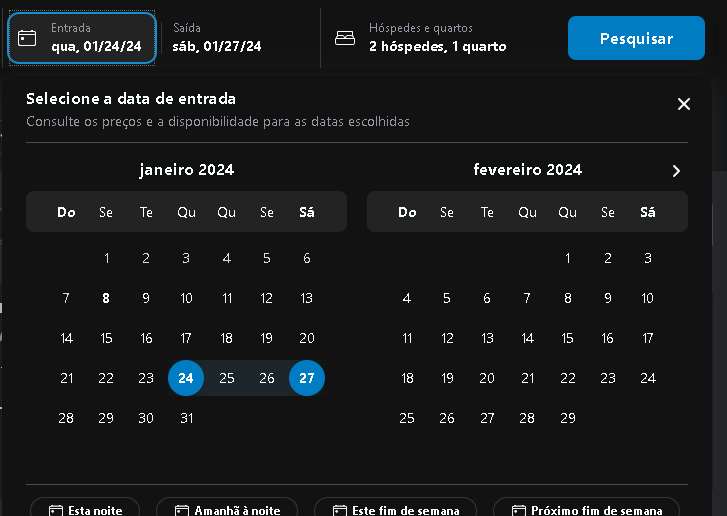 Entrada
qua, 01/24/24
Saída
sáb, 01/27/24
Hóspedes e quartos
2 hóspedes, 1 quarto
Pesquisar
Selecione a data de entrada
Consulte os preços e a disponibilidade para as datas escolhidas
janeiro 2024
Do Se Te Qu Qu Se Sá
1 2 3 4 5 6
7 8 9 10 11 12 13
14 15 16 17 18 19 20
21 22 23 24 25 26 27
28 29 30 31
fevereiro 2024
Do Se Te Qu Qu Se Sá
1 2 3
4 5 6 7 8 9 10
11 12 13 14 15 16 17
18 19 20 21 22 23 24
25 26 27 28 29
Esta noite
Amanhã à noite
Este fim de semana
Próximo fim de semana